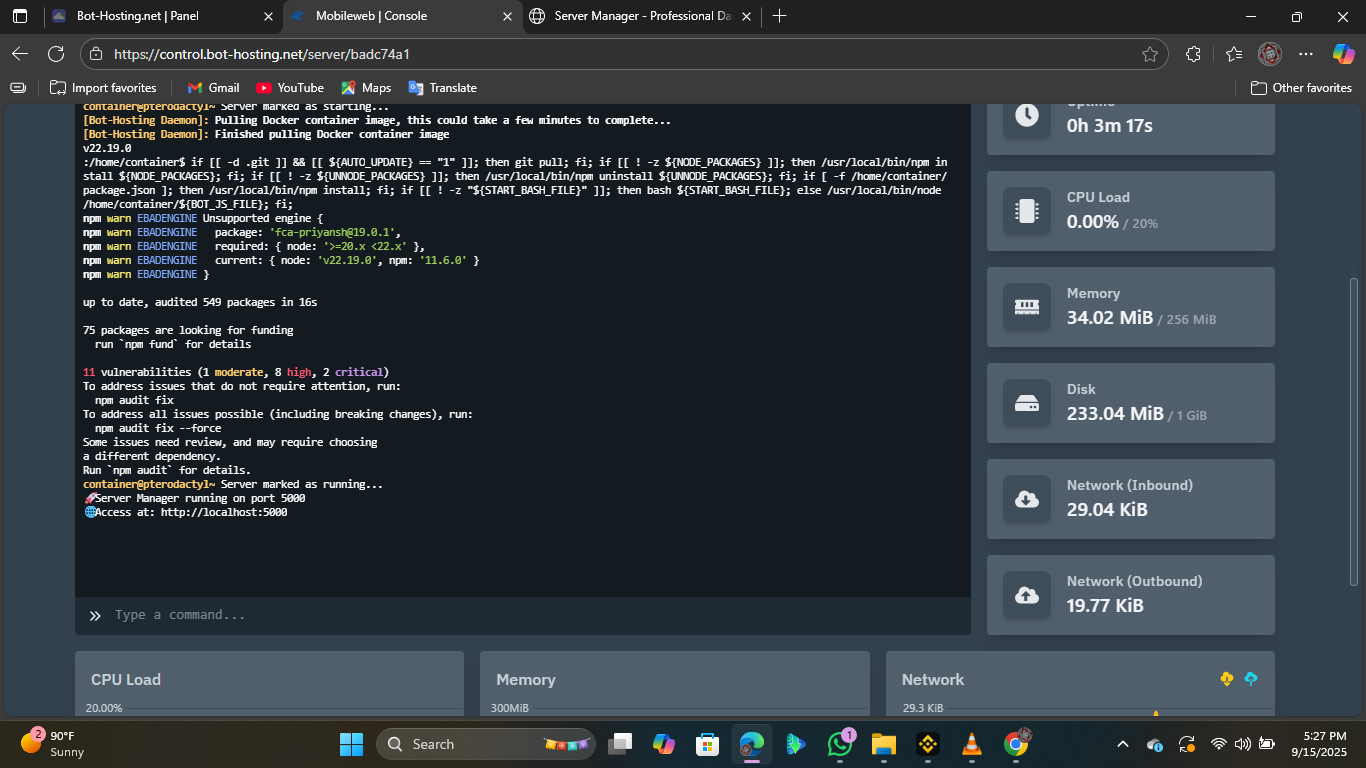 Bot-Hosting.net | Panel
Mobileweb | Console
Server Manager - Professional Da
https://control.bot-hosting.net/server/badc74a1
Import favorites
Gmail
YouTube
Maps
Translate
Other favorites
container@pterodactyl~ Server marked as starting...
[Bot-Hosting Daemon]: Pulling Docker container image, this could take a few minutes to complete...
[Bot-Hosting Daemon]: Finished pulling Docker container image
v22.19.0
:/home/container$ if [[ -d .git ]] && [[ ${AUTO_UPDATE} == "1" ]]; then git pull; fi; if [[ ! -z ${NODE_PACKAGES} ]]; then /usr/local/bin/npm in
stall ${NODE_PACKAGES}; fi; if [[ ! -z ${UNNODE_PACKAGES} ]]; then /usr/local/bin/npm uninstall ${UNNODE_PACKAGES}; fi; if [ -f /home/container/
package.json ]; then /usr/local/bin/npm install; fi; if [[ ! -z "${START_BASH_FILE}" ]]; then bash ${START_BASH_FILE}; else /usr/local/bin/node
/home/container/${BOT_JS_FILE}; fi;
npm warn EBADENGINE Unsupported engine {
npm warn EBADENGINE   package: 'fca-priyansh@19.0.1',
npm warn EBADENGINE   required: { node: '>=20.x <22.x' },
npm warn EBADENGINE   current: { node: 'v22.19.0', npm: '11.6.0' }
npm warn EBADENGINE }
up to date, audited 549 packages in 16s
75 packages are looking for funding
run `npm fund` for details
11 vulnerabilities (1 moderate, 8 high, 2 critical)
To address issues that do not require attention, run:
npm audit fix
To address all issues possible (including breaking changes), run:
npm audit fix --force
Some issues need review, and may require choosing
a different dependency.
Run `npm audit` for details.
container@pterodactyl~ Server marked as running...
🚀Server Manager running on port 5000
🌐Access at: http://localhost:5000
Type a command...
Uptime
0h 3m 17s
CPU Load
0.00% / 20%
Memory
34.02 MiB / 256 MiB
Disk
233.04 MiB / 1 GiB
Network (Inbound)
29.04 KiB
Network (Outbound)
19.77 KiB
CPU Load
20.00%
Memory
300MiB
Network
29.3 KiB
2
90°F
Sunny
Search
1
5:27 PM
9/15/2025